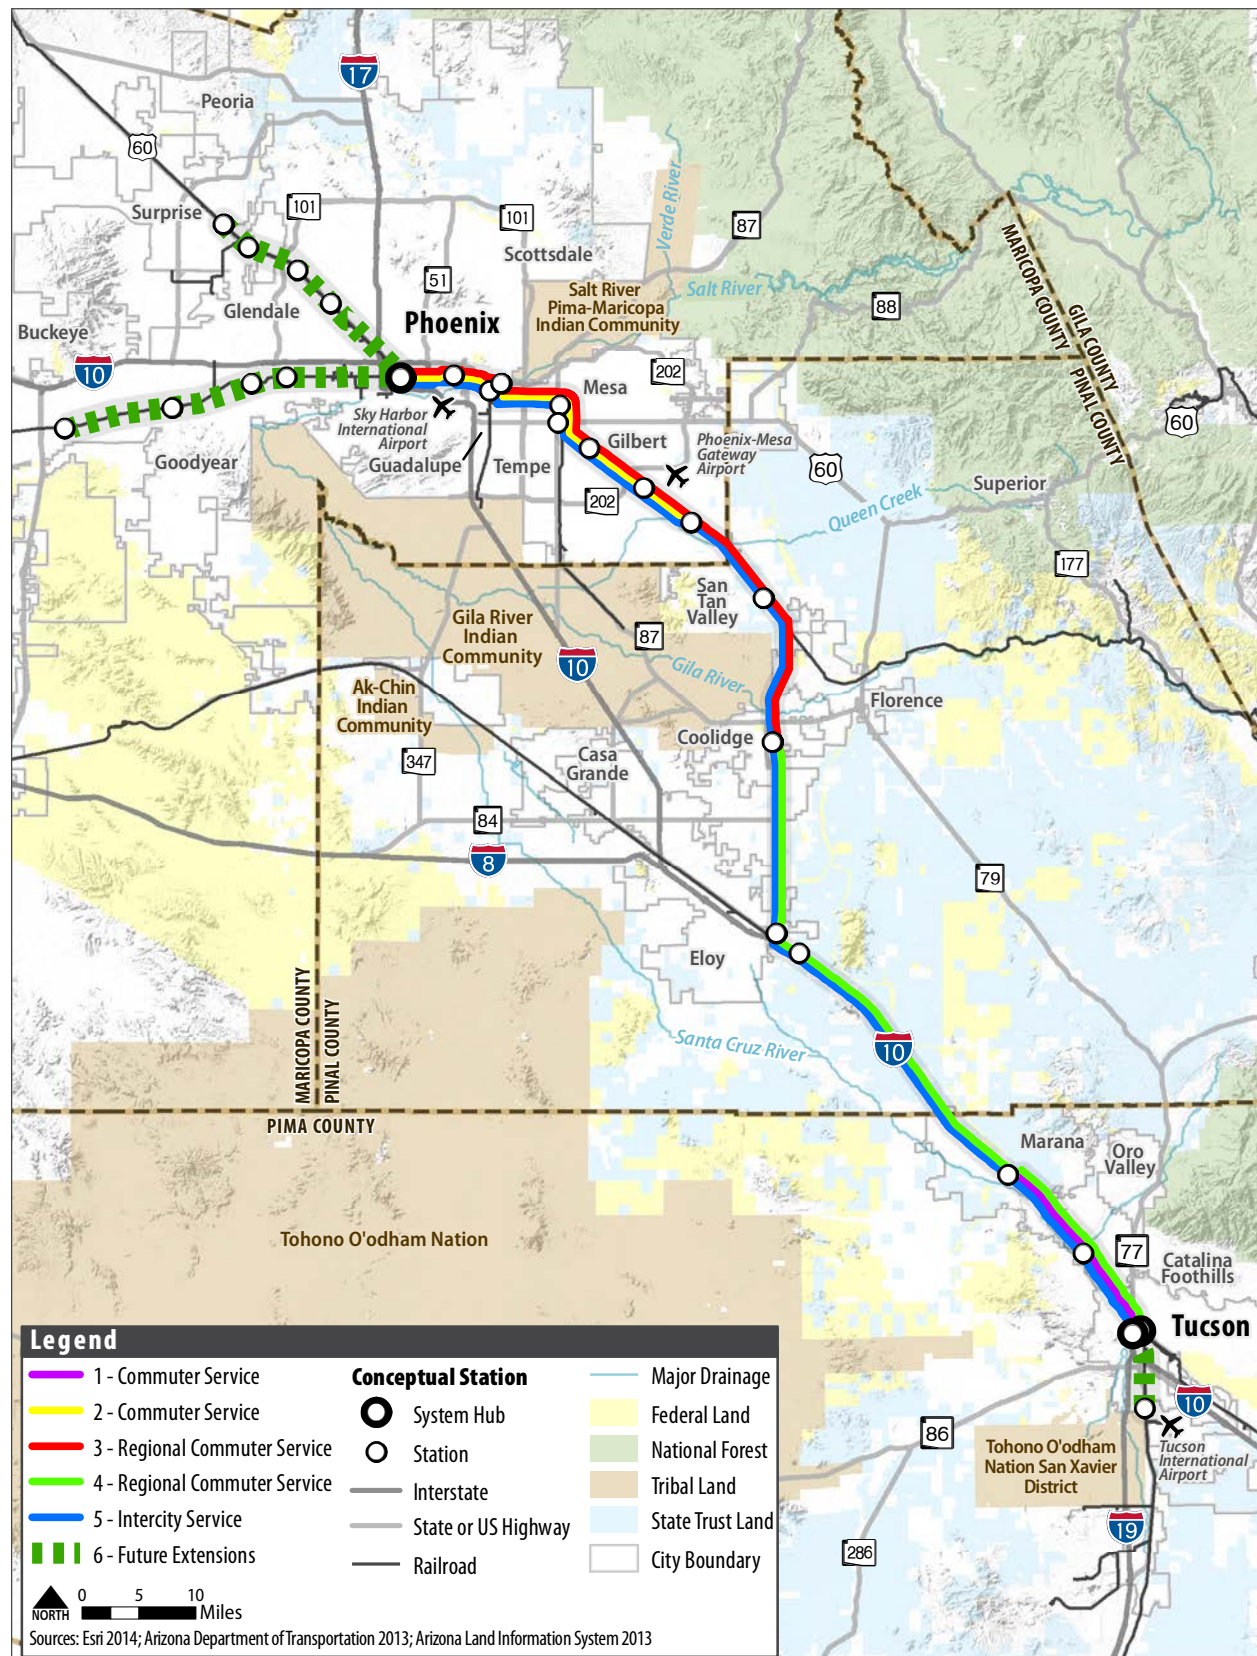 17
Peoria
60
Surprise
101
101
Verde River
87
Scottsdale
51
MARICOPA COUNTY
GILA COUNTY
Salt River
Pima-Maricopa
Indian Community
Salt River
Glendale
Phoenix
88
Buckeye
10
202
Mesa
PINAL COUNTY
60
Sky Harbor
International
Airport
Gilbert
Phoenix-Mesa
Gateway
Airport
Goodyear
Guadalupe
Tempe
60
Superior
202
Queen Creek
177
San
Tan
Valley
Gila River
Indian
Community
87
10
Gila River
Ak-Chin
Indian
Community
Florence
Coolidge
Casa
Grande
347
84
8
79
Eloy
MARICOPA COUNTY
PINAL COUNTY
Santa Cruz River
10
PIMA COUNTY
Marana
Oro
Valley
Tohono O'odham Nation
77
Catalina
Foothills
Tucson
10
86
Tohono O'odham
Nation San Xavier
District
Tucson
International
Airport
19
286
Legend
1 - Commuter Service
2 - Commuter Service
3 - Regional Commuter Service
4 - Regional Commuter Service
5 - Intercity Service
6 - Future Extensions
Conceptual Station
System Hub
Station
Interstate
State or US Highway
Railroad
Major Drainage
Federal Land
National Forest
Tribal Land
State Trust Land
City Boundary
NORTH
0 5 10
Miles
Sources: Esri 2014; Arizona Department of Transportation 2013; Arizona Land Information System 2013